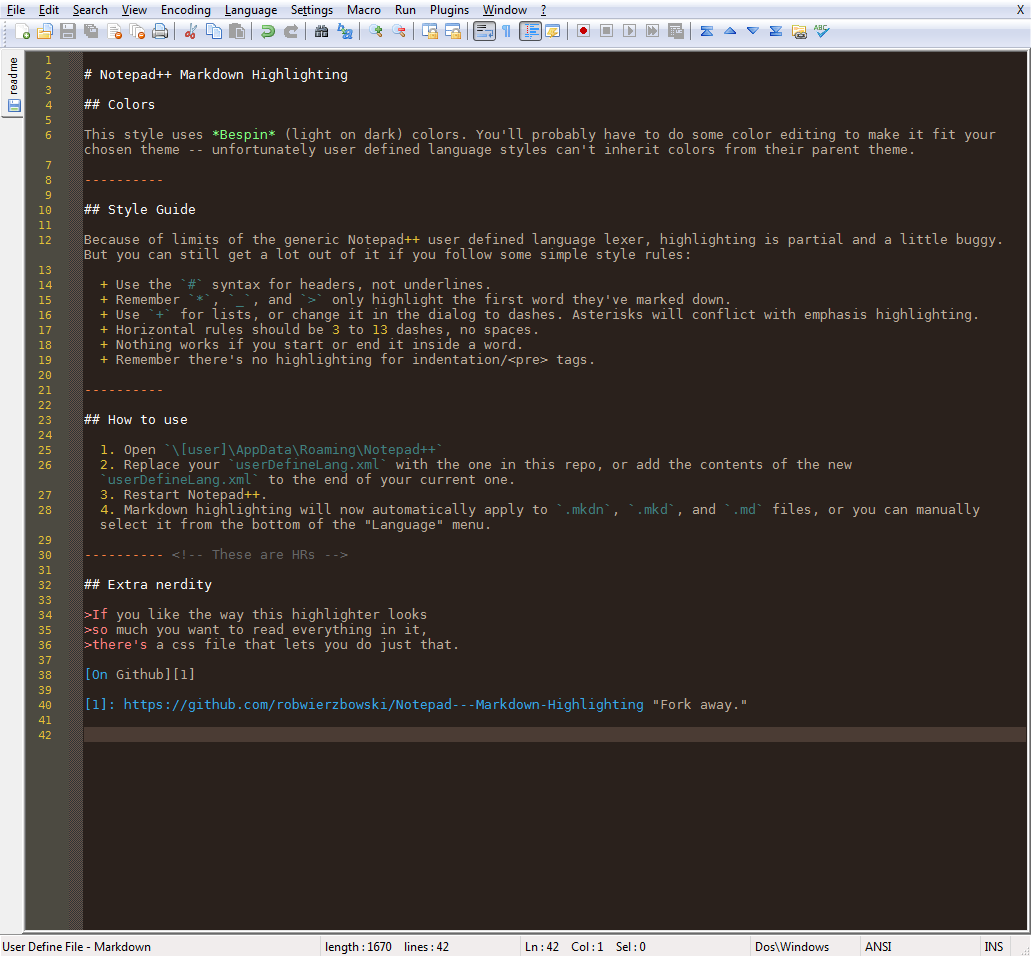 File Edit Search View Encoding Language Settings Macro Run Plugins Window ? X
ABC
readme
1
2 # Notepad++ Markdown Highlighting
3
4 ## Colors
5
6 This style uses *Bespin* (light on dark) colors. You'll probably have to do some color editing to make it fit your
chosen theme -- unfortunately user defined language styles can't inherit colors from their parent theme.
7
8 ----------
9
10 ## Style Guide
11
12 Because of limits of the generic Notepad++ user defined language lexer, highlighting is partial and a little buggy.
But you can still get a lot out of it if you follow some simple style rules:
13
14 + Use the `#` syntax for headers, not underlines.
15 + Remember `*`, `_`, and `>` only highlight the first word they've marked down.
16 + Use `+` for lists, or change it in the dialog to dashes. Asterisks will conflict with emphasis highlighting.
17 + Horizontal rules should be 3 to 13 dashes, no spaces.
18 + Nothing works if you start or end it inside a word.
19 + Remember there's no highlighting for indentation/<pre> tags.
20
21 ----------
22
23 ## How to use
24
25 1. Open `\[user]\AppData\Roaming\Notepad++`
26 2. Replace your `userDefineLang.xml` with the one in this repo, or add the contents of the new
`userDefineLang.xml` to the end of your current one.
27 3. Restart Notepad++.
28 4. Markdown highlighting will now automatically apply to `.mkdn`, `.mkd`, and `.md` files, or you can manually
select it from the bottom of the "Language" menu.
29
30 ---------- <!-- These are HRs -->
31
32 ## Extra nerdity
33
34 >If you like the way this highlighter looks
35 >so much you want to read everything in it,
36 >there's a css file that lets you do just that.
37
38 [On Github][1]
39
40 [1]: https://github.com/robwierzbowski/Notepad---Markdown-Highlighting "Fork away."
41
42
User Define File - Markdown length : 1670 lines : 42 Ln : 42 Col : 1 Sel : 0 Dos\Windows ANSI INS